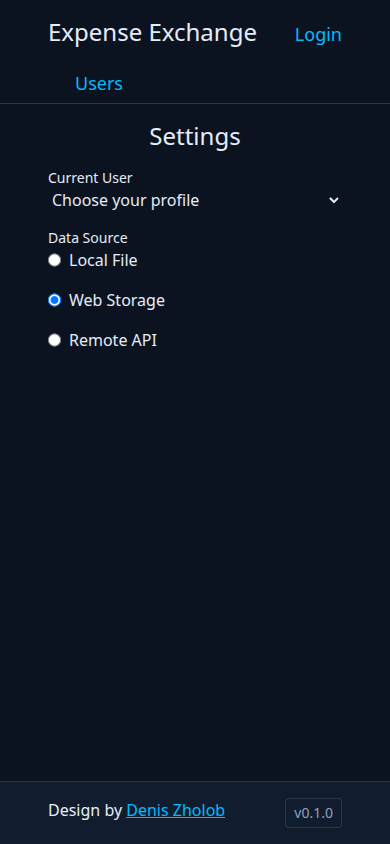 Expense Exchange
Login
Users
Settings
Current User
Choose your profile
Data Source
Local File
Web Storage
Remote API
Design by Denis Zholob
v0.1.0